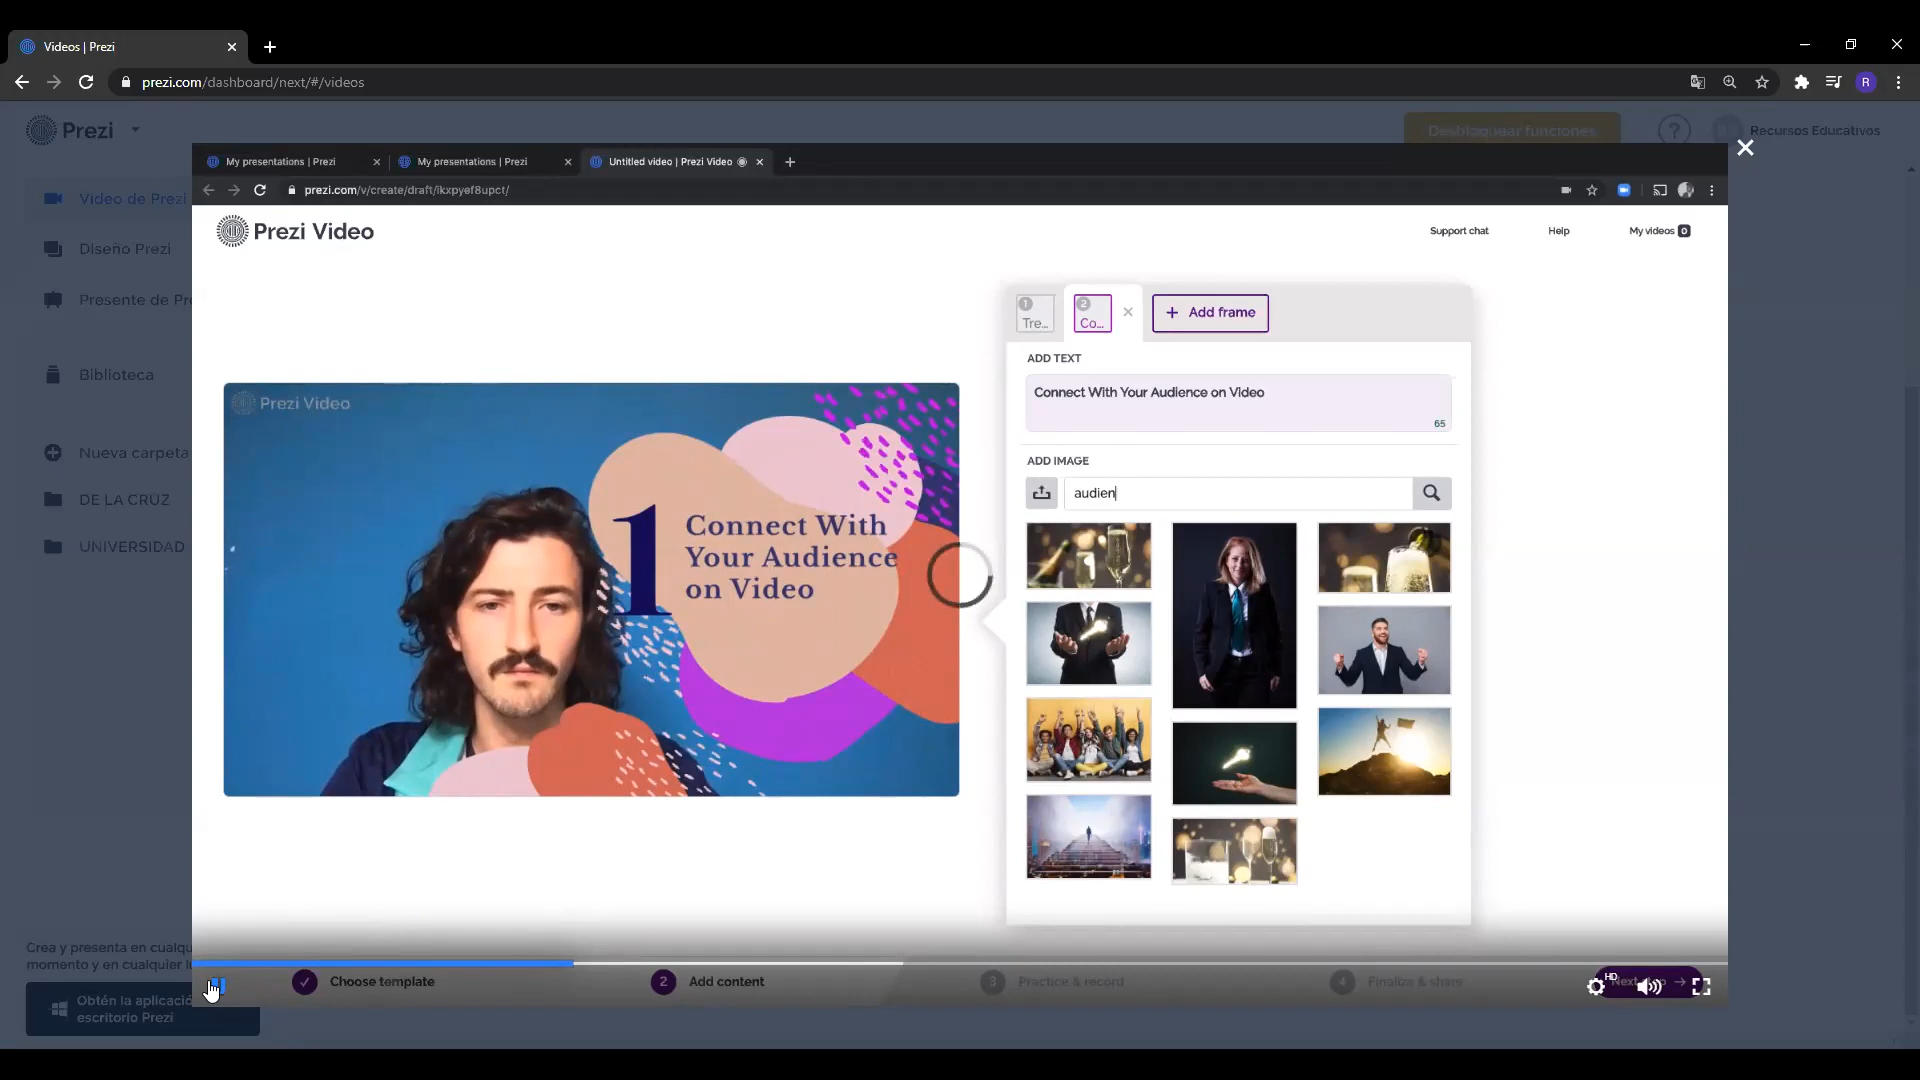 Videos | Prezi
prezi.com/dashboard/next/#/videos
R
Prezi
Desbloquear funciones
?
Recursos Educativos
My presentations | Prezi
My presentations | Prezi
Untitled video | Prezi Video
prezi.com/v/create/draft/ikxpyef8upct/
Video de Prezi
Diseño Prezi
Presente de Pr
Biblioteca
Nueva carpeta
DE LA CRUZ
UNIVERSIDAD
Prezi Video
Support chat
Help
My videos 0
1
Tre...
2
Co...
Add frame
ADD TEXT
Connect With Your Audience on Video
65
ADD IMAGE
audien
Prezi Video
1
Connect With
Your Audience
on Video
Crea y presenta en cualqu
momento y en cualquier lu
Obtén la aplicació
escritorio Prezi
Choose template
2 Add content
3 Practice & record
4 Finalize & share
HD